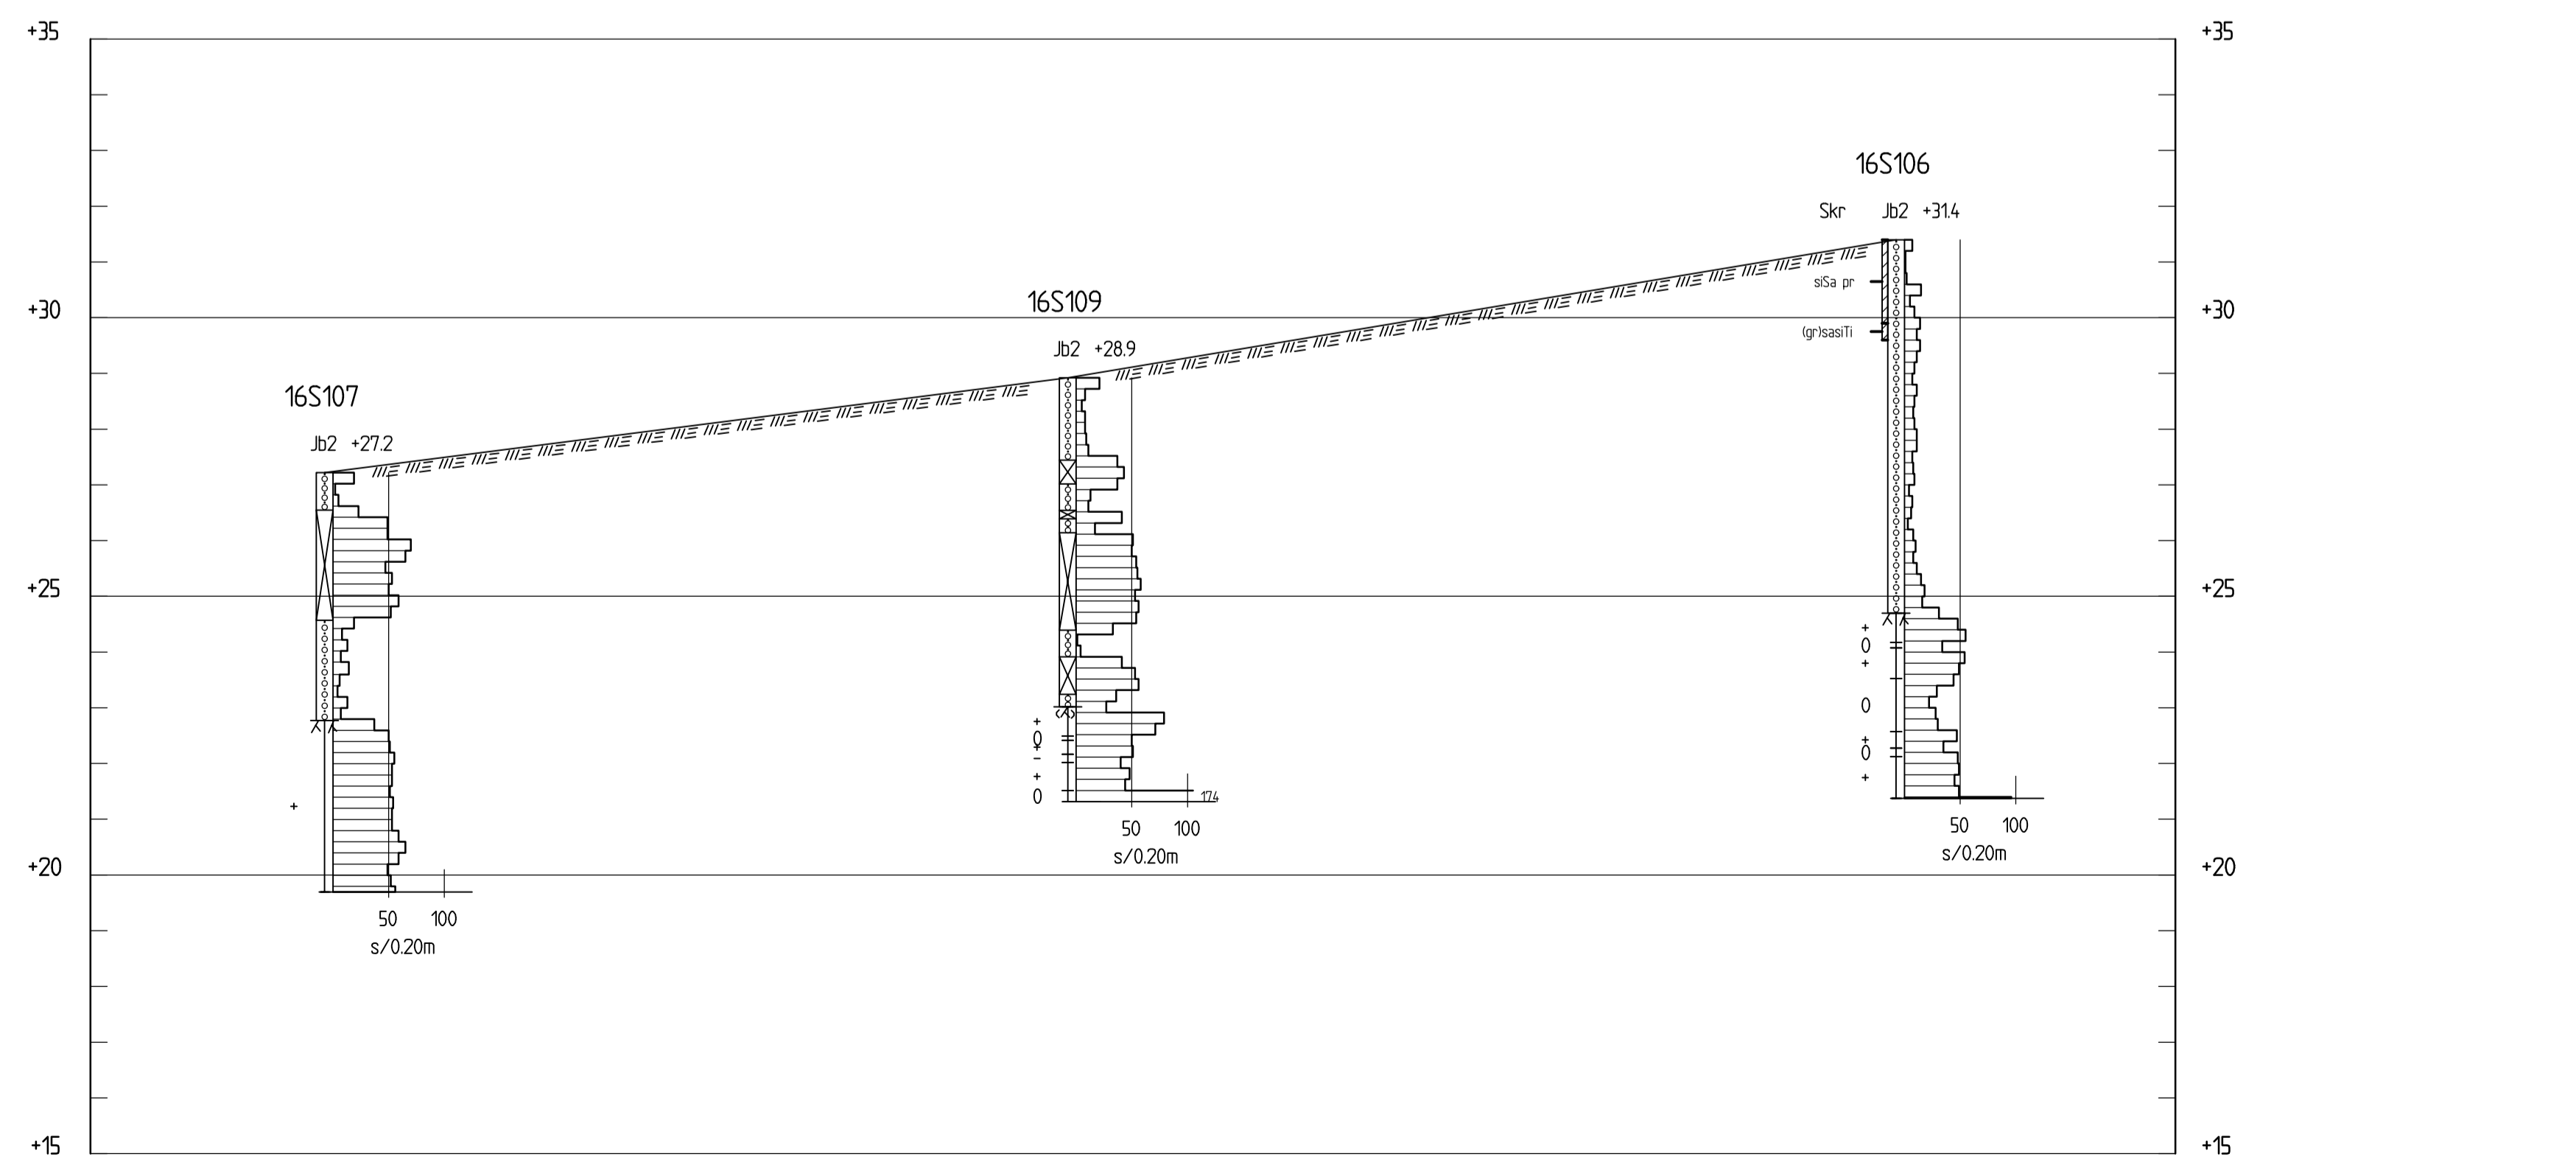 +35 +35
16S106
Skr Jb2 +31.4
siSa pr
16S109
+30 +30
(gr)sasiTi
Jb2 +28.9
16S107
Jb2 +27.2
+25 +25
+
0
+
0
+
0
+
+
0
+
-
+
0
174
+
50 100
s/0.20m
50 100
s/0.20m
+20 +20
50 100
s/0.20m
+15 +15